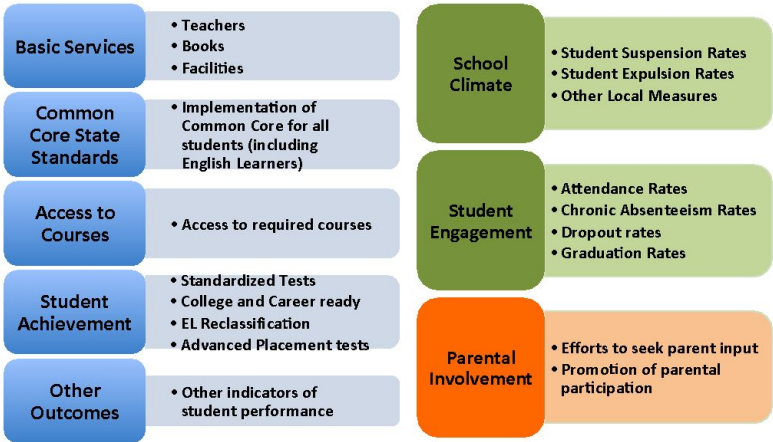 Basic Services
• Teachers
• Books
• Facilities
Common
Core State
Standards
• Implementation of
Common Core for all
students (including
English Learners)
Access to
Courses
• Access to required courses
Student
Achievement
• Standardized Tests
• College and Career ready
• EL Reclassification
• Advanced Placement tests
Other
Outcomes
• Other indicators of
student performance
School
Climate
• Student Suspension Rates
• Student Expulsion Rates
• Other Local Measures
Student
Engagement
• Attendance Rates
• Chronic Absenteeism Rates
• Dropout rates
• Graduation Rates
Parental
Involvement
• Efforts to seek parent input
• Promotion of parental
participation